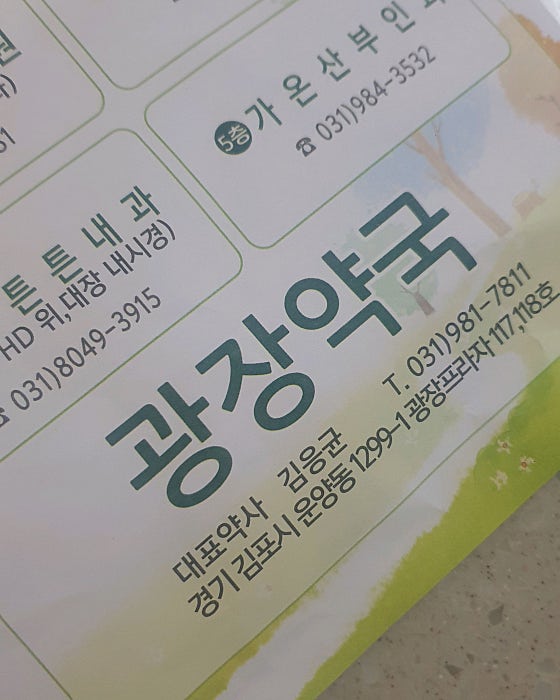 5층 가온산부인과
☎ 031)984-3532
튼튼내과
HD 위,대장 내시경)
☎ 031)8049-3915
광장약국
대표약사 김응균 T. 031)981-7811
경기 김포시 운양동 1299-1 광장프라자 117,118호